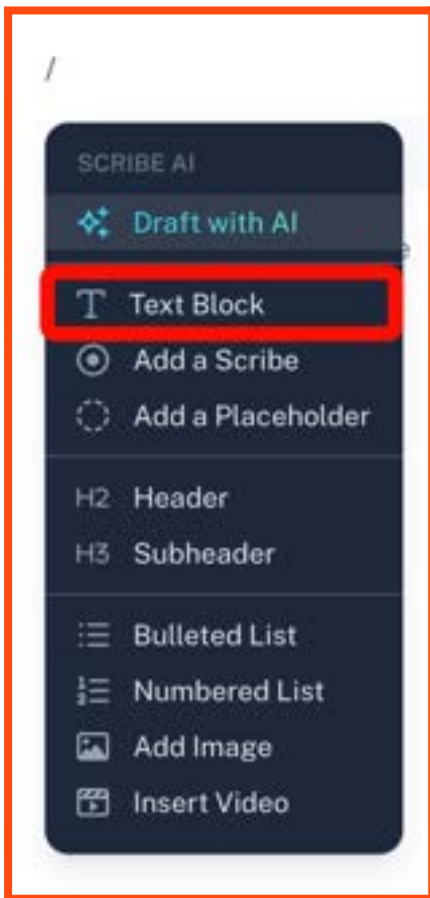 /
SCRIBE AI
Draft with AI
T Text Block
Add a Scribe
Add a Placeholder
H2 Header
H3 Subheader
Bulleted List
Numbered List
Add Image
Insert Video